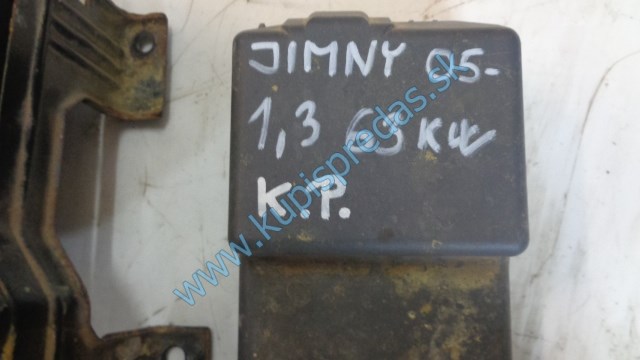 JIMNY 05-
1,3 63 KW
K.P.
www.kupispredas.sk